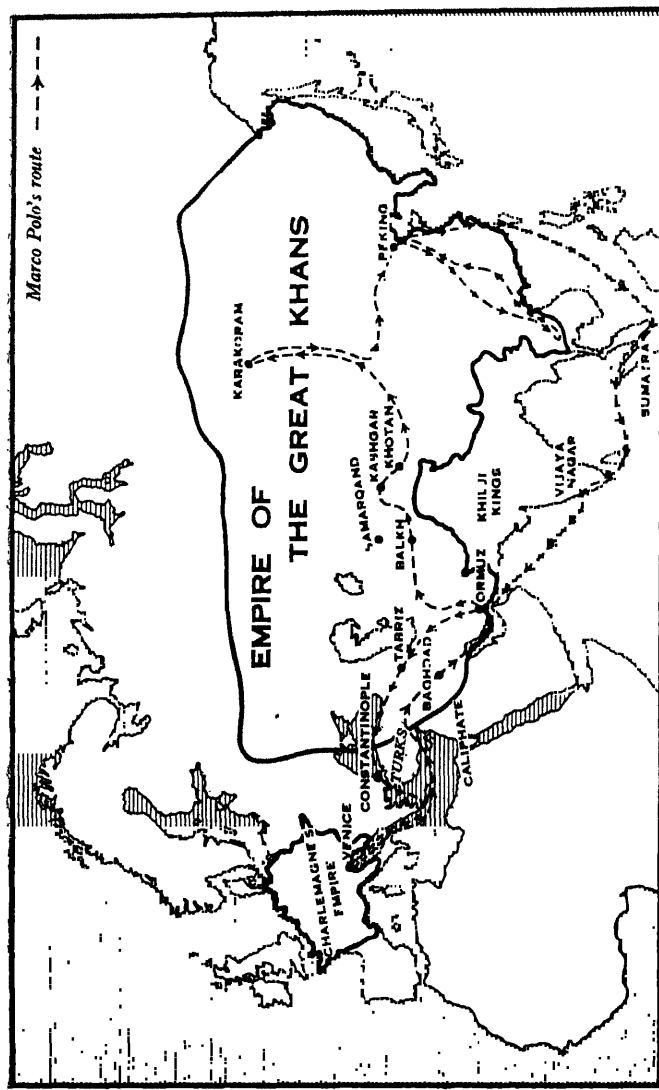 Marco Polo's route
EMPIRE OF
THE GREAT KHANS
KARAKORAM
PEKING
KASHGAR
KHOTAN
SAMARQAND
BALKH
KHILJI
KINGS
VIJAYA
NAGAR
SUMATRA
ORMUZ
TABRIZ
BAGHDAD
CONSTANTINOPLE
TURKS
CALIPHATE
VENICE
CHARLEMAGNE'S
EMPIRE